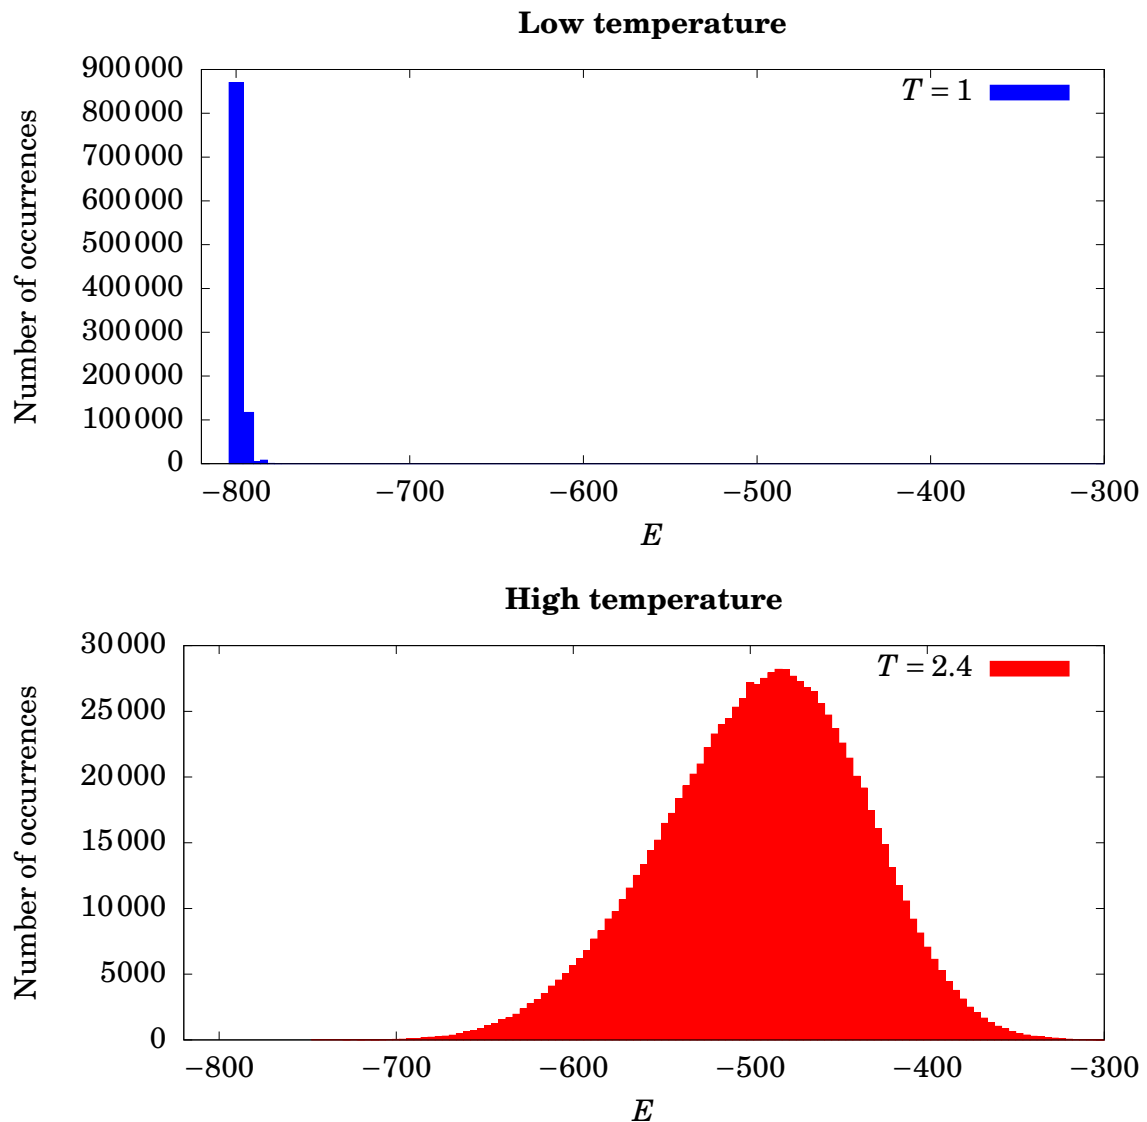 Low temperature
T = 1
900 000
800 000
700 000
600 000
500 000
400 000
300 000
200 000
100 000
0
Number of occurrences
−800 −700 −600 −500 −400 −300
E
High temperature
T = 2.4
30 000
25 000
20 000
15 000
10 000
5000
0
Number of occurrences
−800 −700 −600 −500 −400 −300
E